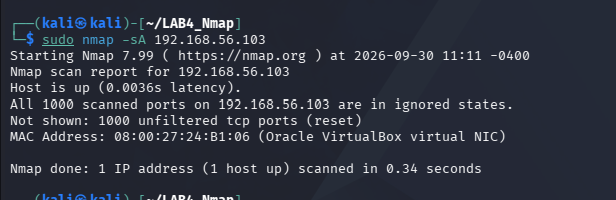 ┌──(kali㉿kali)-[~/LAB4_Nmap]
└─$ sudo nmap -sA 192.168.56.103
Starting Nmap 7.99 ( https://nmap.org ) at 2026-09-30 11:11 -0400
Nmap scan report for 192.168.56.103
Host is up (0.0036s latency).
All 1000 scanned ports on 192.168.56.103 are in ignored states.
Not shown: 1000 unfiltered tcp ports (reset)
MAC Address: 08:00:27:24:B1:06 (Oracle VirtualBox virtual NIC)

Nmap done: 1 IP address (1 host up) scanned in 0.34 seconds

┌──(kali㉿kali)-[~/LAB4_Nmap]